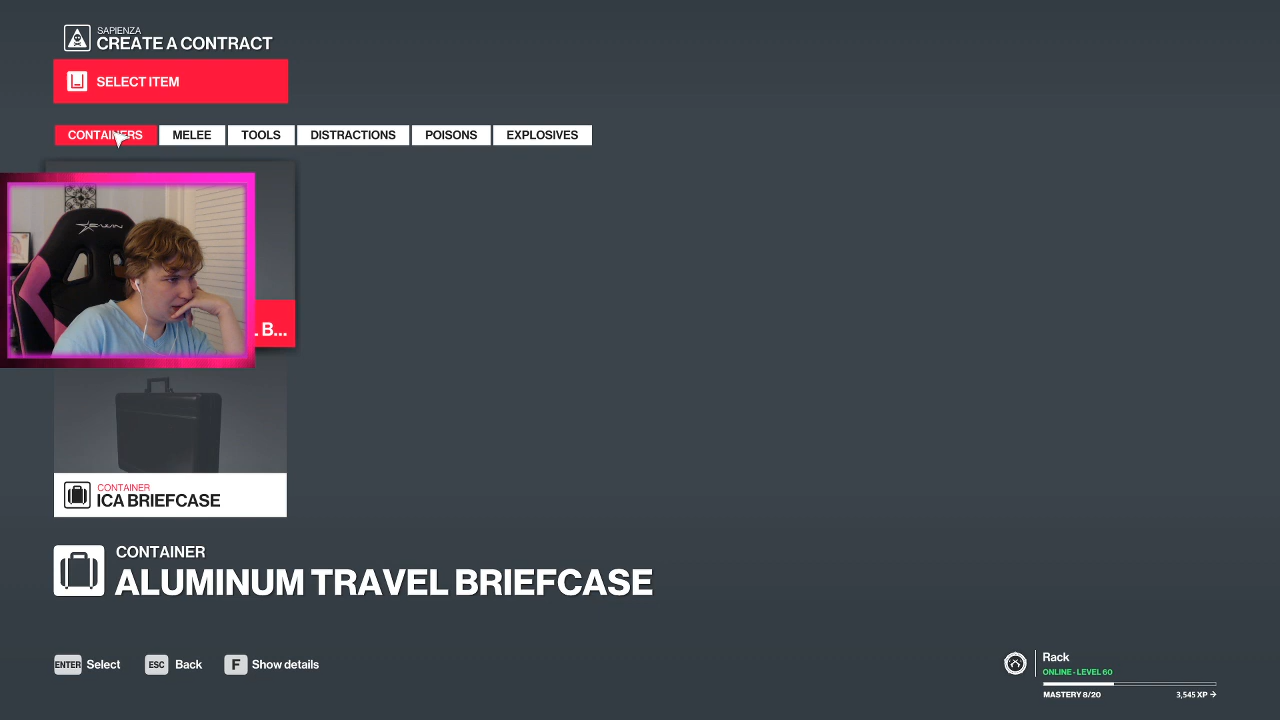 SAPIENZA
CREATE A CONTRACT
SELECT ITEM
CONTAINERS MELEE TOOLS DISTRACTIONS POISONS EXPLOSIVES
B...
CONTAINER
ICA BRIEFCASE
CONTAINER
ALUMINUM TRAVEL BRIEFCASE
ENTER Select ESC Back F Show details
Rack
ONLINE - LEVEL 60
MASTERY 8/20 3,545 XP →